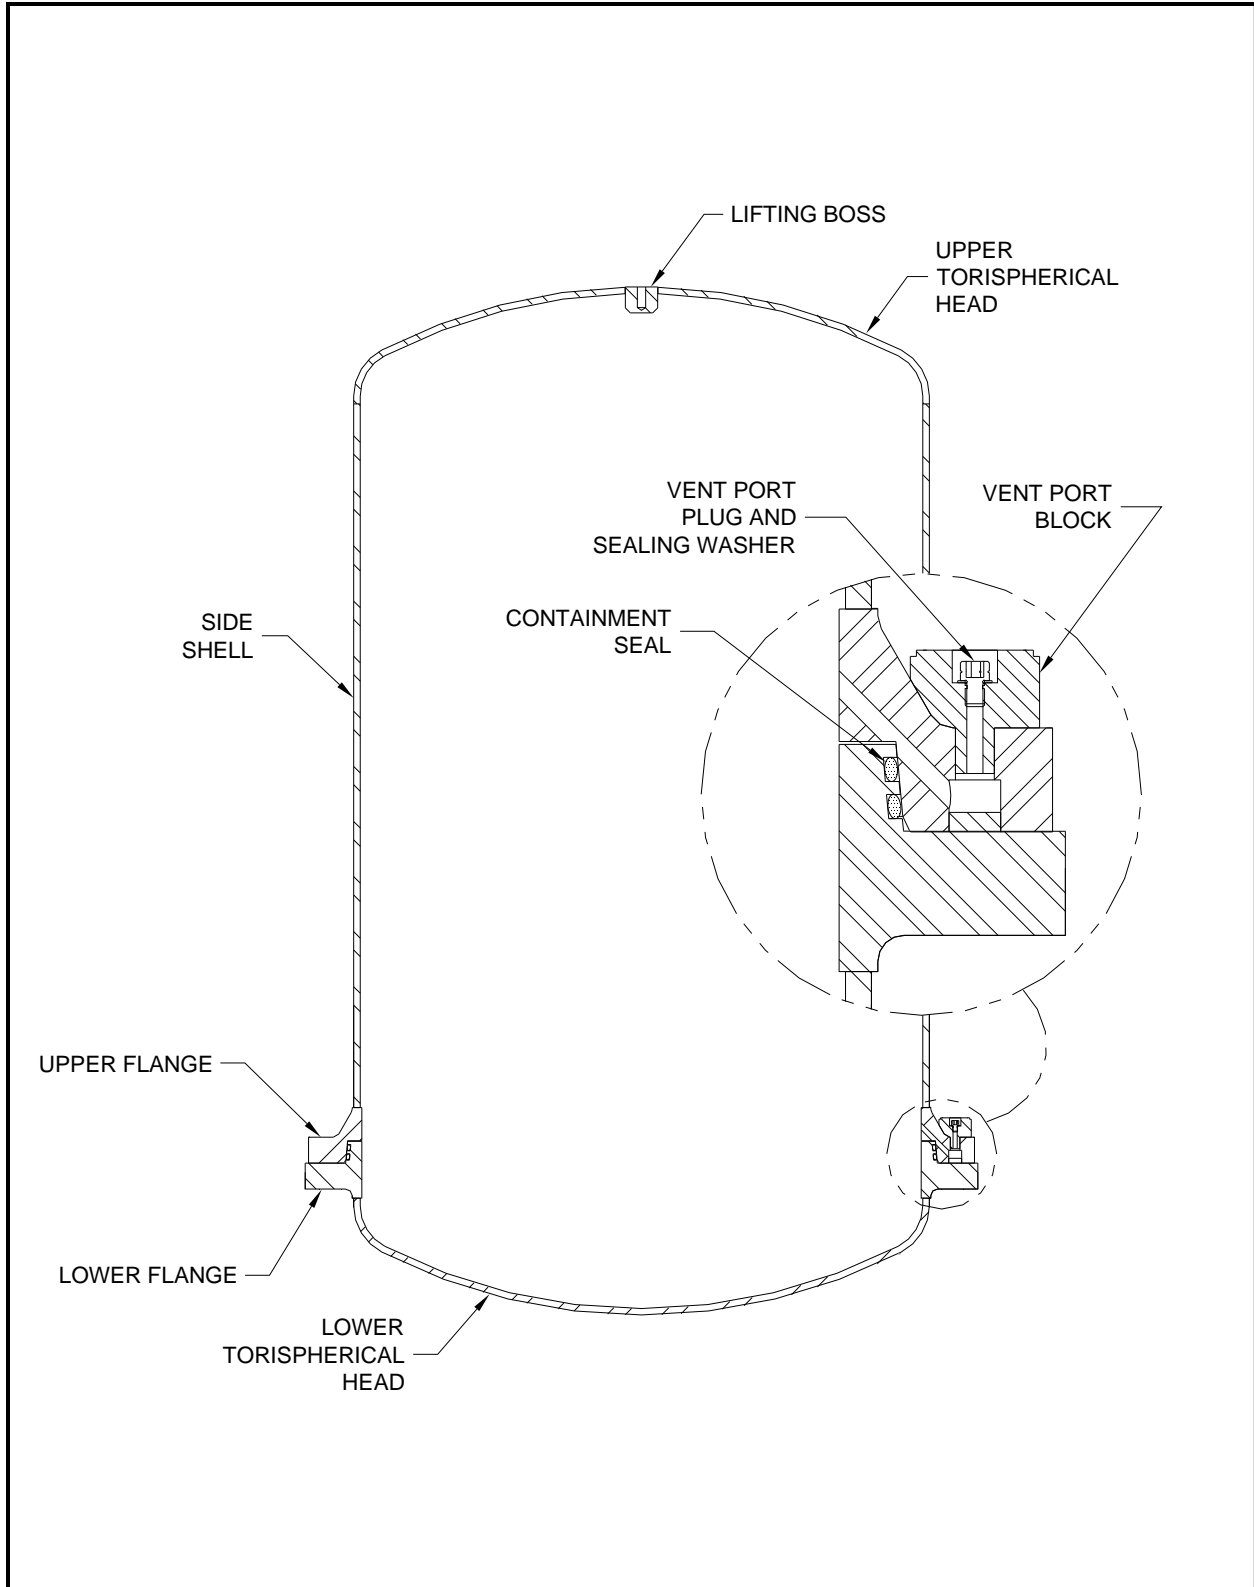 LIFTING BOSS
UPPER
TORISPHERICAL
HEAD
VENT PORT
PLUG AND
SEALING WASHER
VENT PORT
BLOCK
CONTAINMENT
SEAL
SIDE
SHELL
UPPER FLANGE
LOWER FLANGE
LOWER
TORISPHERICAL
HEAD